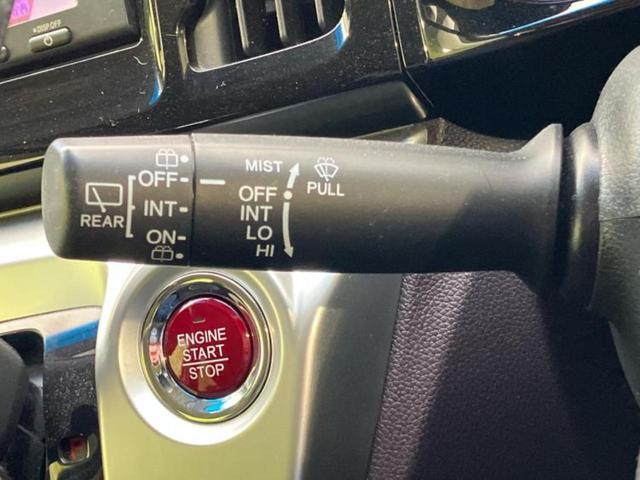 DISP OFF
MIST
PULL
OFF
INT
LO
HI
REAR
OFF
INT
ON
ENGINE
START
STOP